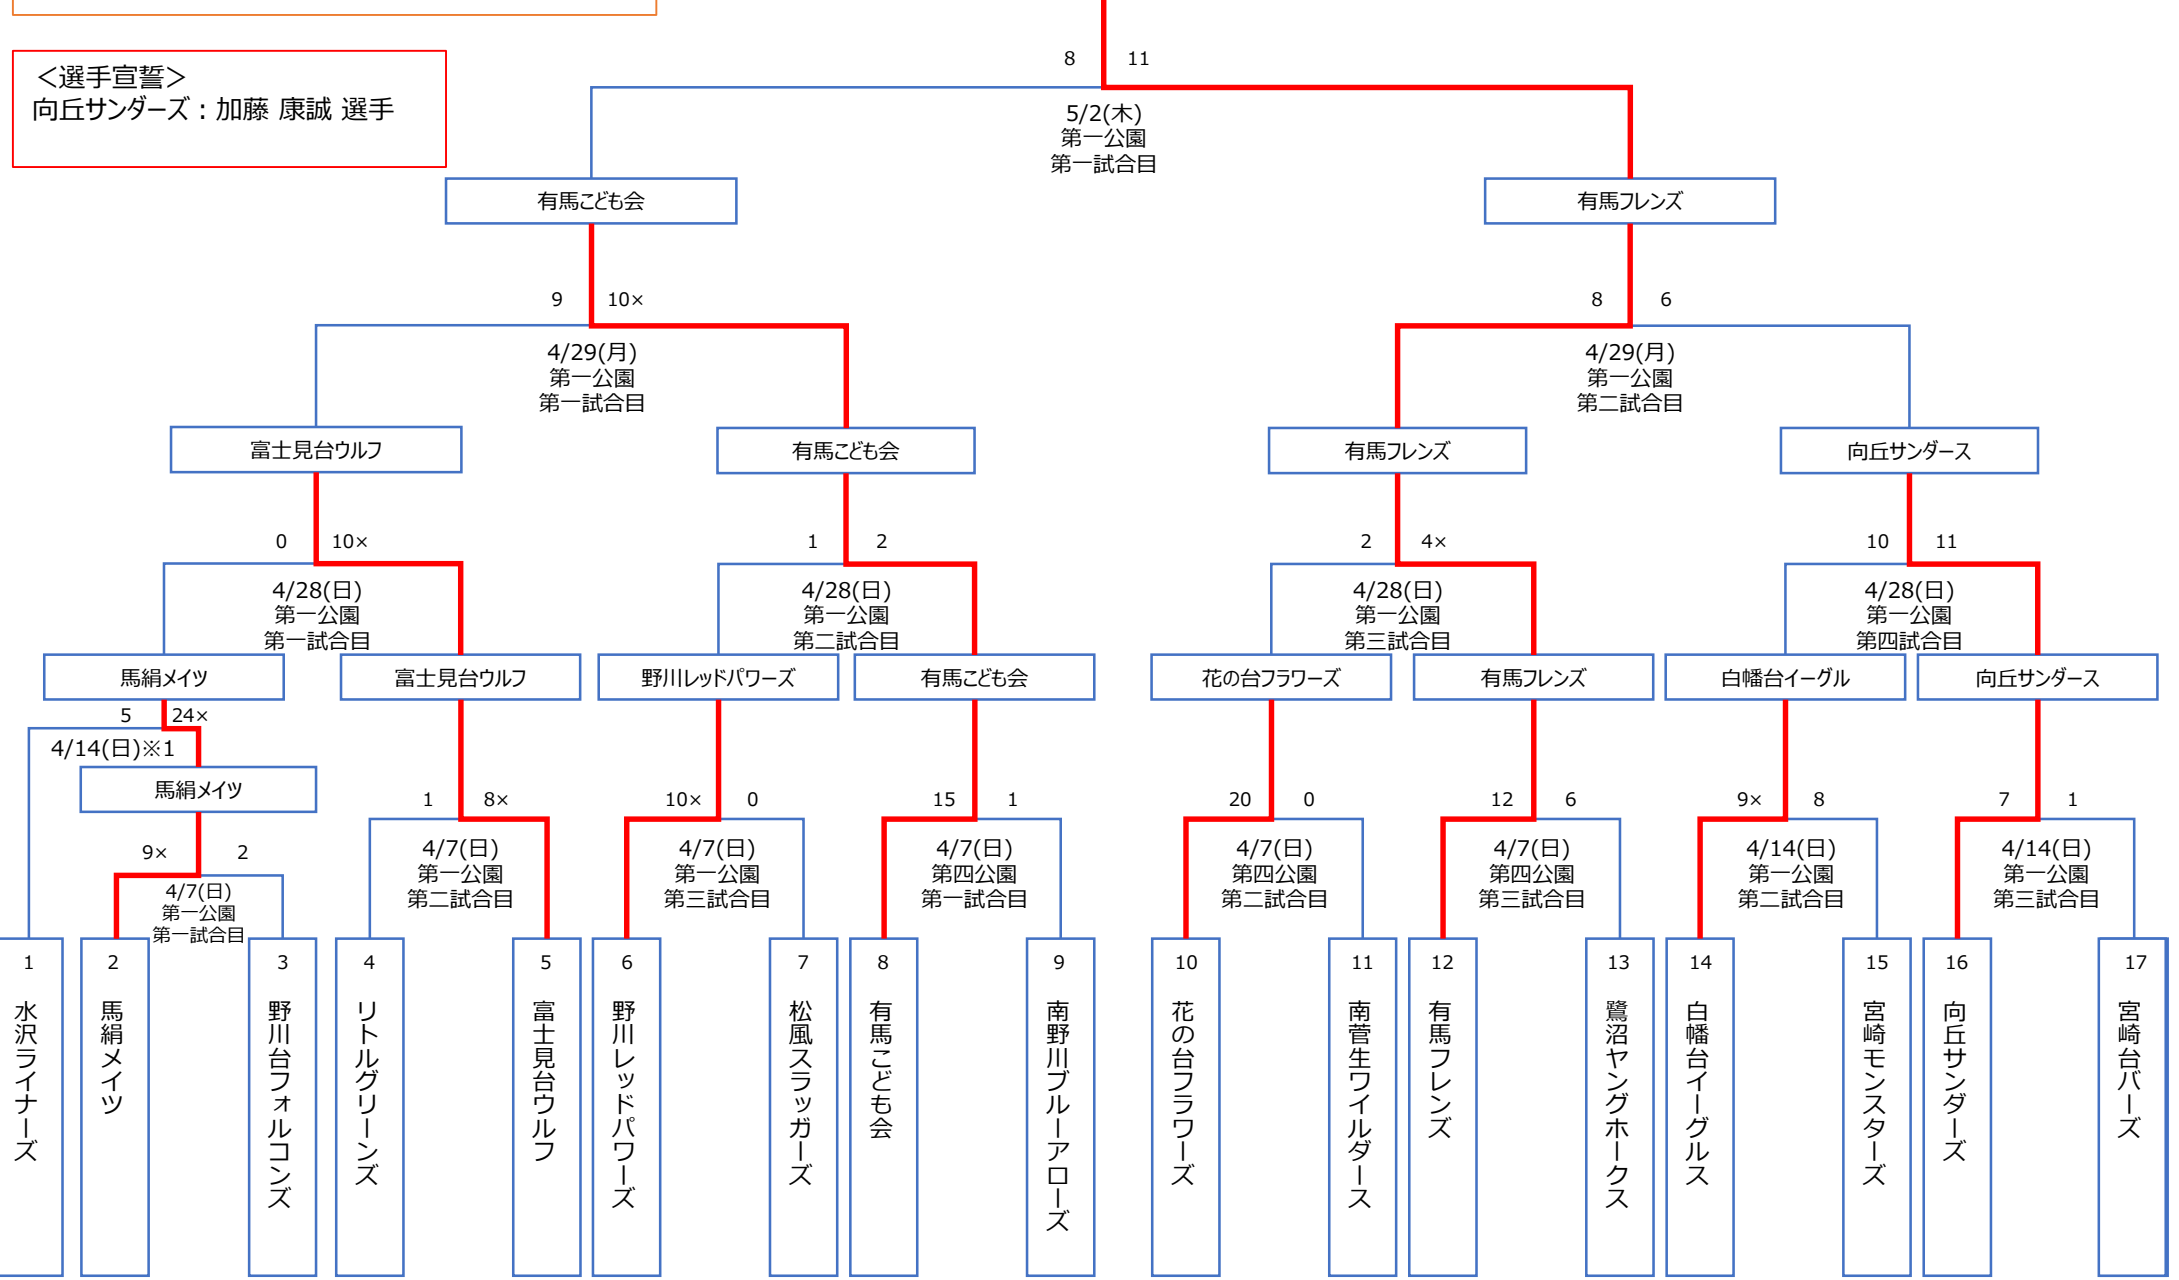 ＜選手宣誓＞
向丘サンダーズ：加藤 康誠 選手
8 11
5/2(木)
第一公園
第一試合目
有馬こども会
有馬フレンズ
9 10×
4/29(月)
第一公園
第一試合目
8 6
4/29(月)
第一公園
第二試合目
富士見台ウルフ
有馬こども会
有馬フレンズ
向丘サンダース
0 10×
4/28(日)
第一公園
第一試合目
1 2
4/28(日)
第一公園
第二試合目
2 4×
4/28(日)
第一公園
第三試合目
10 11
4/28(日)
第一公園
第四試合目
馬絹メイツ
富士見台ウルフ
野川レッドパワーズ
有馬こども会
花の台フラワーズ
有馬フレンズ
白幡台イーグル
向丘サンダース
5 24×
4/14(日)※1
馬絹メイツ
9× 2
4/7(日)
第一公園
第一試合目
1 8×
4/7(日)
第一公園
第二試合目
10× 0
4/7(日)
第一公園
第三試合目
15 1
4/7(日)
第四公園
第一試合目
20 0
4/7(日)
第四公園
第二試合目
12 6
4/7(日)
第四公園
第三試合目
9× 8
4/14(日)
第一公園
第二試合目
7 1
4/14(日)
第一公園
第三試合目
1
水沢ライナーズ
2
馬絹メイツ
3
野川台フォルコンズ
4
リトルグリーンズ
5
富士見台ウルフ
6
野川レッドパワーズ
7
松風スラッガーズ
8
有馬こども会
9
南野川ブルーアローズ
10
花の台フラワーズ
11
南菅生ワイルダース
12
有馬フレンズ
13
鷺沼ヤングホークス
14
白幡台イーグルス
15
宮崎モンスターズ
16
向丘サンダーズ
17
宮崎台バーズ